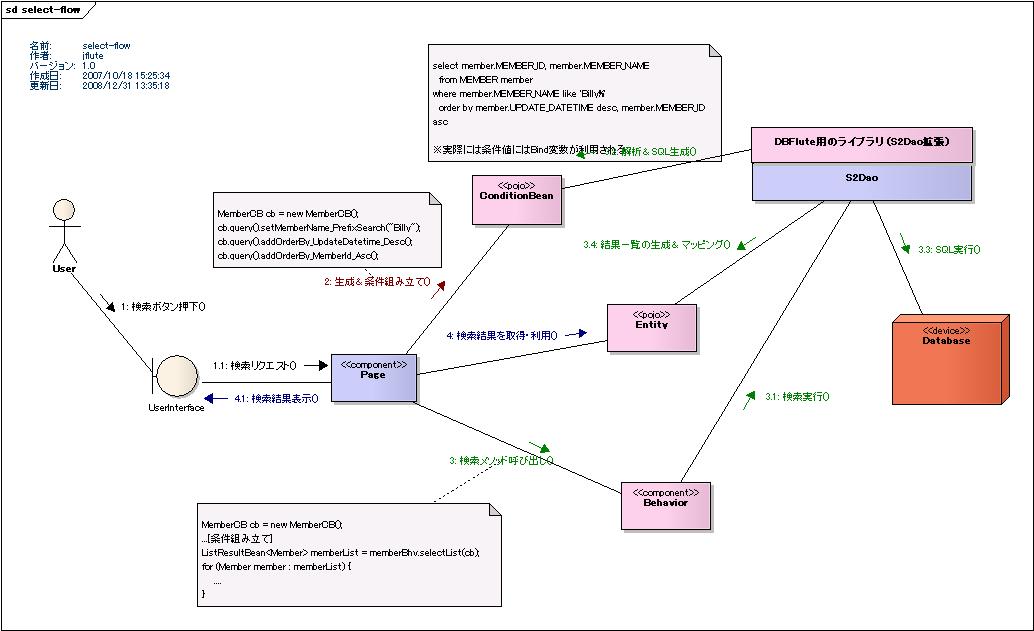 sd select-flow
名前: select-flow
作者: jflute
バージョン: 1.0
作成日: 2007/10/18 15:25:34
更新日: 2008/12/31 13:35:18
select member.MEMBER_ID, member.MEMBER_NAME
from MEMBER member
where member.MEMBER_NAME like 'Billy%'
order by member.UPDATE_DATETIME desc, member.MEMBER_ID
asc
※実際には条件値にはBind変数が利用される
解析＆SQL生成()
DBFlute用のライブラリ(S2Dao拡張)
S2Dao
<<pojo>>
ConditionBean
MemberCB cb = new MemberCB();
cb.query().setMemberName_PrefixSearch("Billy");
cb.query().addOrderBy_UpdateDatetime_Desc();
cb.query().addOrderBy_MemberId_Asc();
User
2: 生成＆条件組み立て()
3.4: 結果一覧の生成＆マッピング()
3.3: SQL実行()
1: 検索ボタン押下()
<<pojo>>
Entity
<<device>>
Database
4: 検索結果を取得・利用()
1.1: 検索リクエスト()
<<component>>
Page
4.1: 検索結果表示()
UserInterface
3.1: 検索実行()
3: 検索メソッド呼び出し()
<<component>>
Behavior
MemberCB cb = new MemberCB();
...[条件組み立て]
ListResultBean<Member> memberList = memberBhv.selectList(cb);
for (Member member : memberList) {
....
}